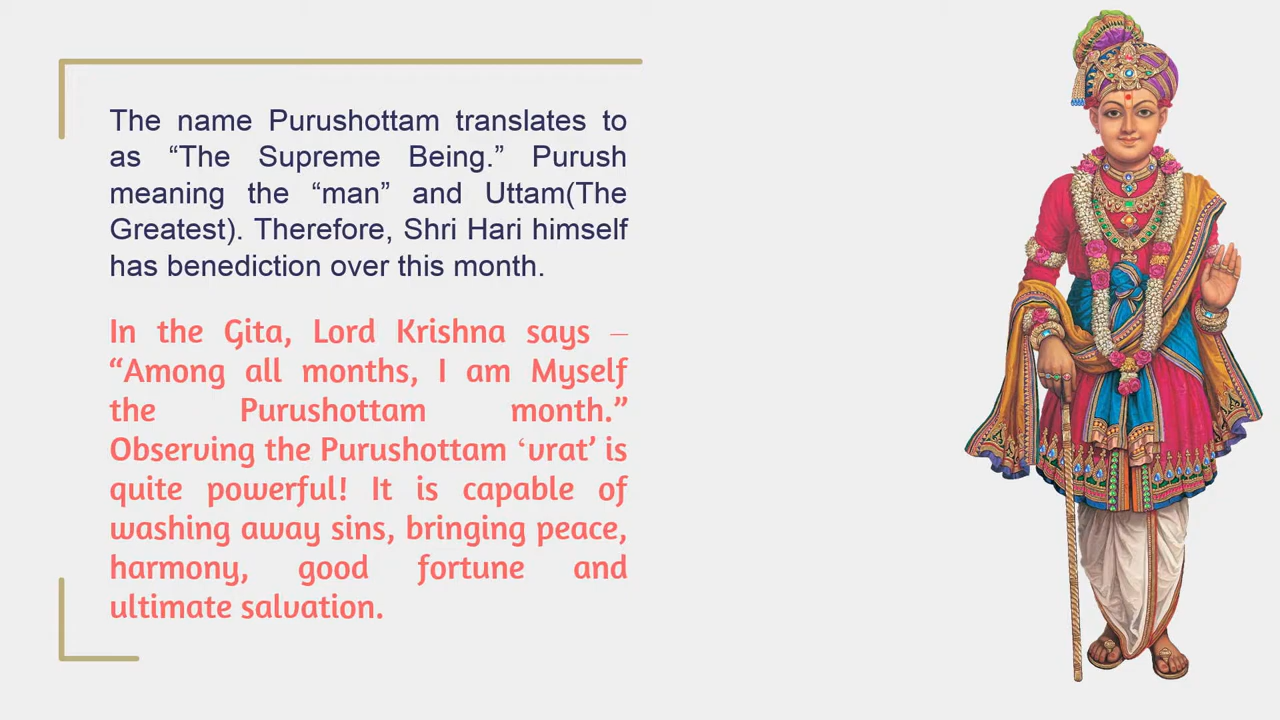 The name Purushottam translates to
as “The Supreme Being.” Purush
meaning the “man” and Uttam(The
Greatest). Therefore, Shri Hari himself
has benediction over this month.
In the Gita, Lord Krishna says –
“Among all months, I am Myself
the Purushottam month.”
Observing the Purushottam ‘vrat’ is
quite powerful! It is capable of
washing away sins, bringing peace,
harmony, good fortune and
ultimate salvation.